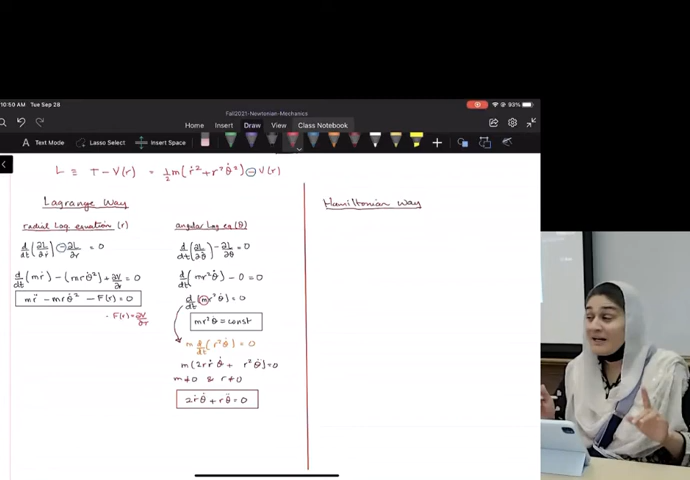 10:50 AM Tue Sep 28
93%
Fall2021-Newtonian-Mechanics
Home Insert Draw View Class Notebook
Text Mode Lasso Select Insert Space
L ≡ T − V(r) = ½m(ṙ² + r²θ̇²) − V(r)
Lagrange Way
radial Lag. equation (r)
d/dt(∂L/∂ṙ) − ∂L/∂r = 0
d/dt(mṙ) − (mrθ̇²) + ∂V/∂r = 0
mr̈ − mrθ̇² − F(r) = 0
- F(r) = ∂V/∂r
angular Lag eq (θ)
d/dt(∂L/∂θ̇) − ∂L/∂θ = 0
d/dt(mr²θ̇) − 0 = 0
d/dt(mr²θ̇) = 0
mr²θ̇ = const
m d/dt(r²θ̇) = 0
m(2rṙθ̇ + r²θ̈) = 0
m≠0 & r≠0
2ṙθ̇ + rθ̈ = 0
Hamiltonian Way